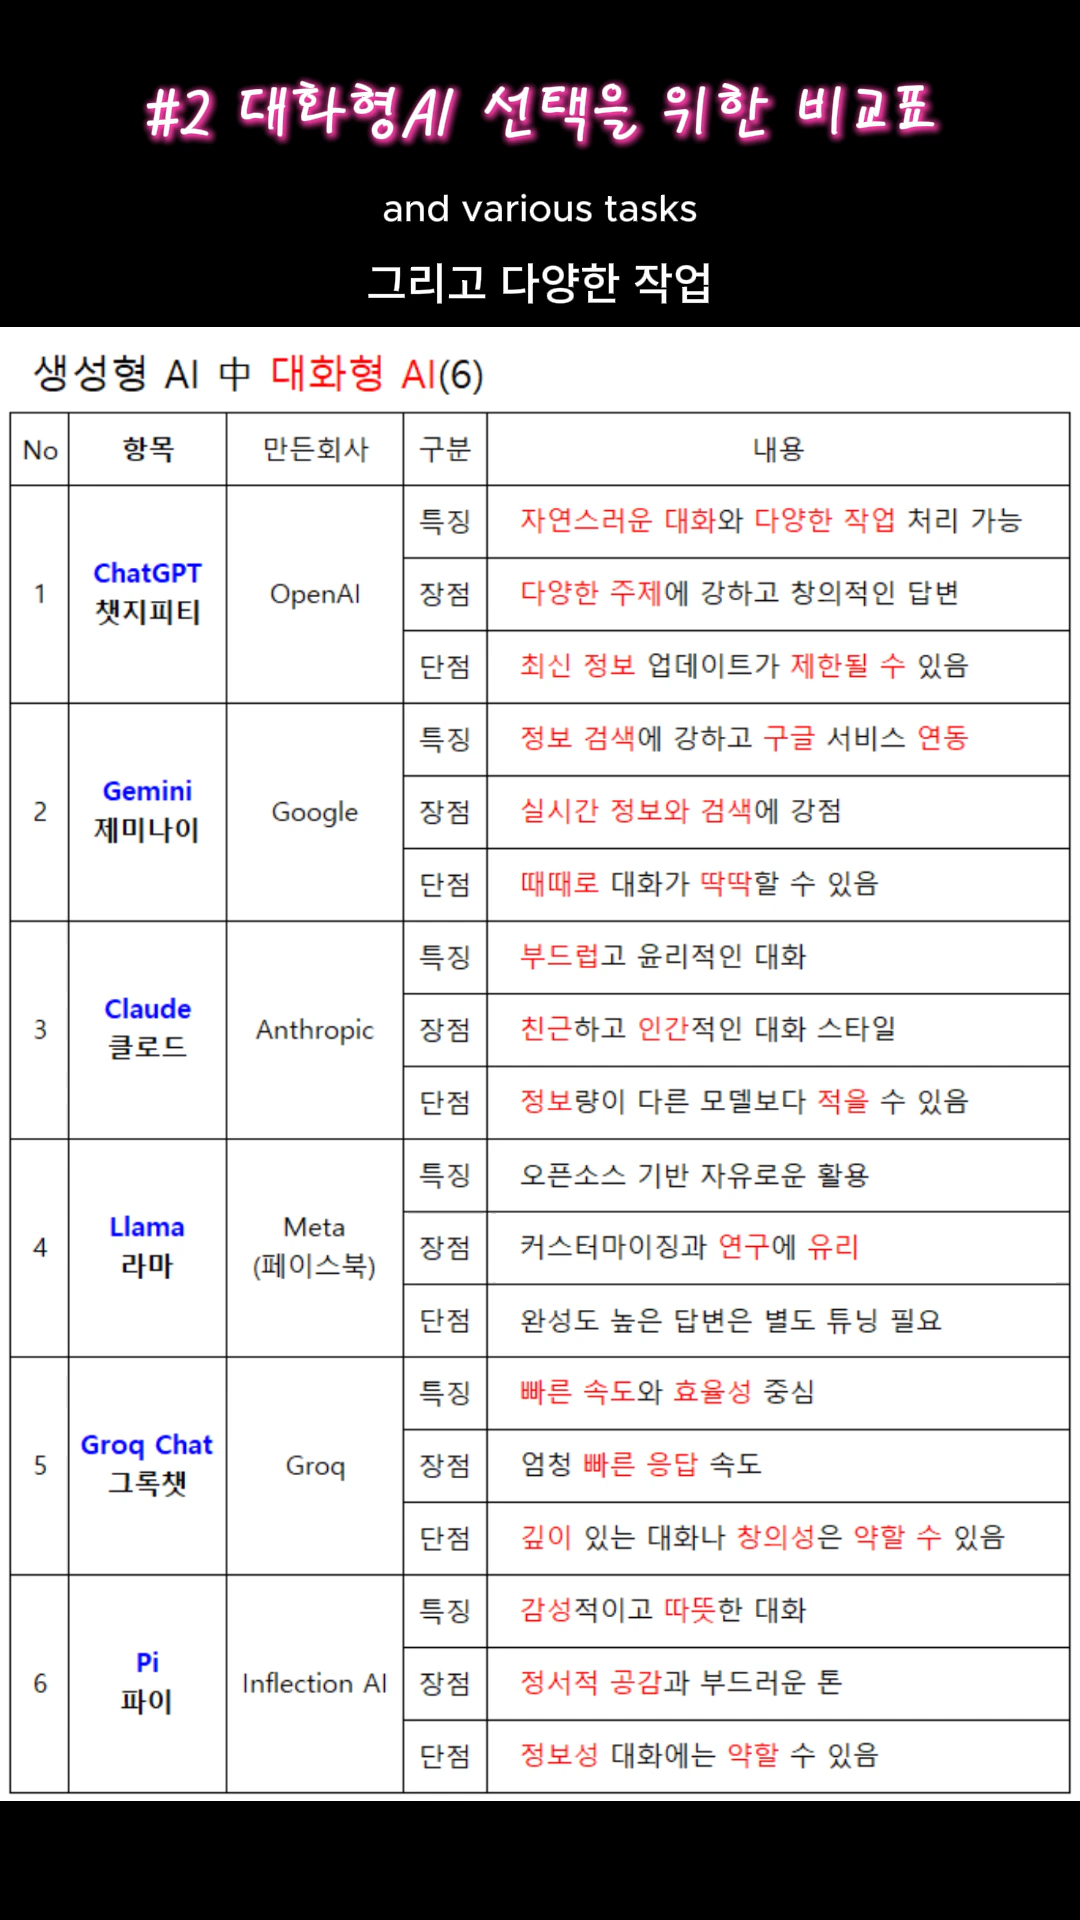 #2 대화형AI 선택을 위한 비교표
and various tasks
그리고 다양한 작업
생성형 AI 中 대화형 AI(6)
No 항목 만든회사 구분 내용
1 ChatGPT 챗지피티 OpenAI
특징 자연스러운 대화와 다양한 작업 처리 가능
장점 다양한 주제에 강하고 창의적인 답변
단점 최신 정보 업데이트가 제한될 수 있음
2 Gemini 제미나이 Google
특징 정보 검색에 강하고 구글 서비스 연동
장점 실시간 정보와 검색에 강점
단점 때때로 대화가 딱딱할 수 있음
3 Claude 클로드 Anthropic
특징 부드럽고 윤리적인 대화
장점 친근하고 인간적인 대화 스타일
단점 정보량이 다른 모델보다 적을 수 있음
4 Llama 라마 Meta (페이스북)
특징 오픈소스 기반 자유로운 활용
장점 커스터마이징과 연구에 유리
단점 완성도 높은 답변은 별도 튜닝 필요
5 Groq Chat 그록챗 Groq
특징 빠른 속도와 효율성 중심
장점 엄청 빠른 응답 속도
단점 깊이 있는 대화나 창의성은 약할 수 있음
6 Pi 파이 Inflection AI
특징 감성적이고 따뜻한 대화
장점 정서적 공감과 부드러운 톤
단점 정보성 대화에는 약할 수 있음